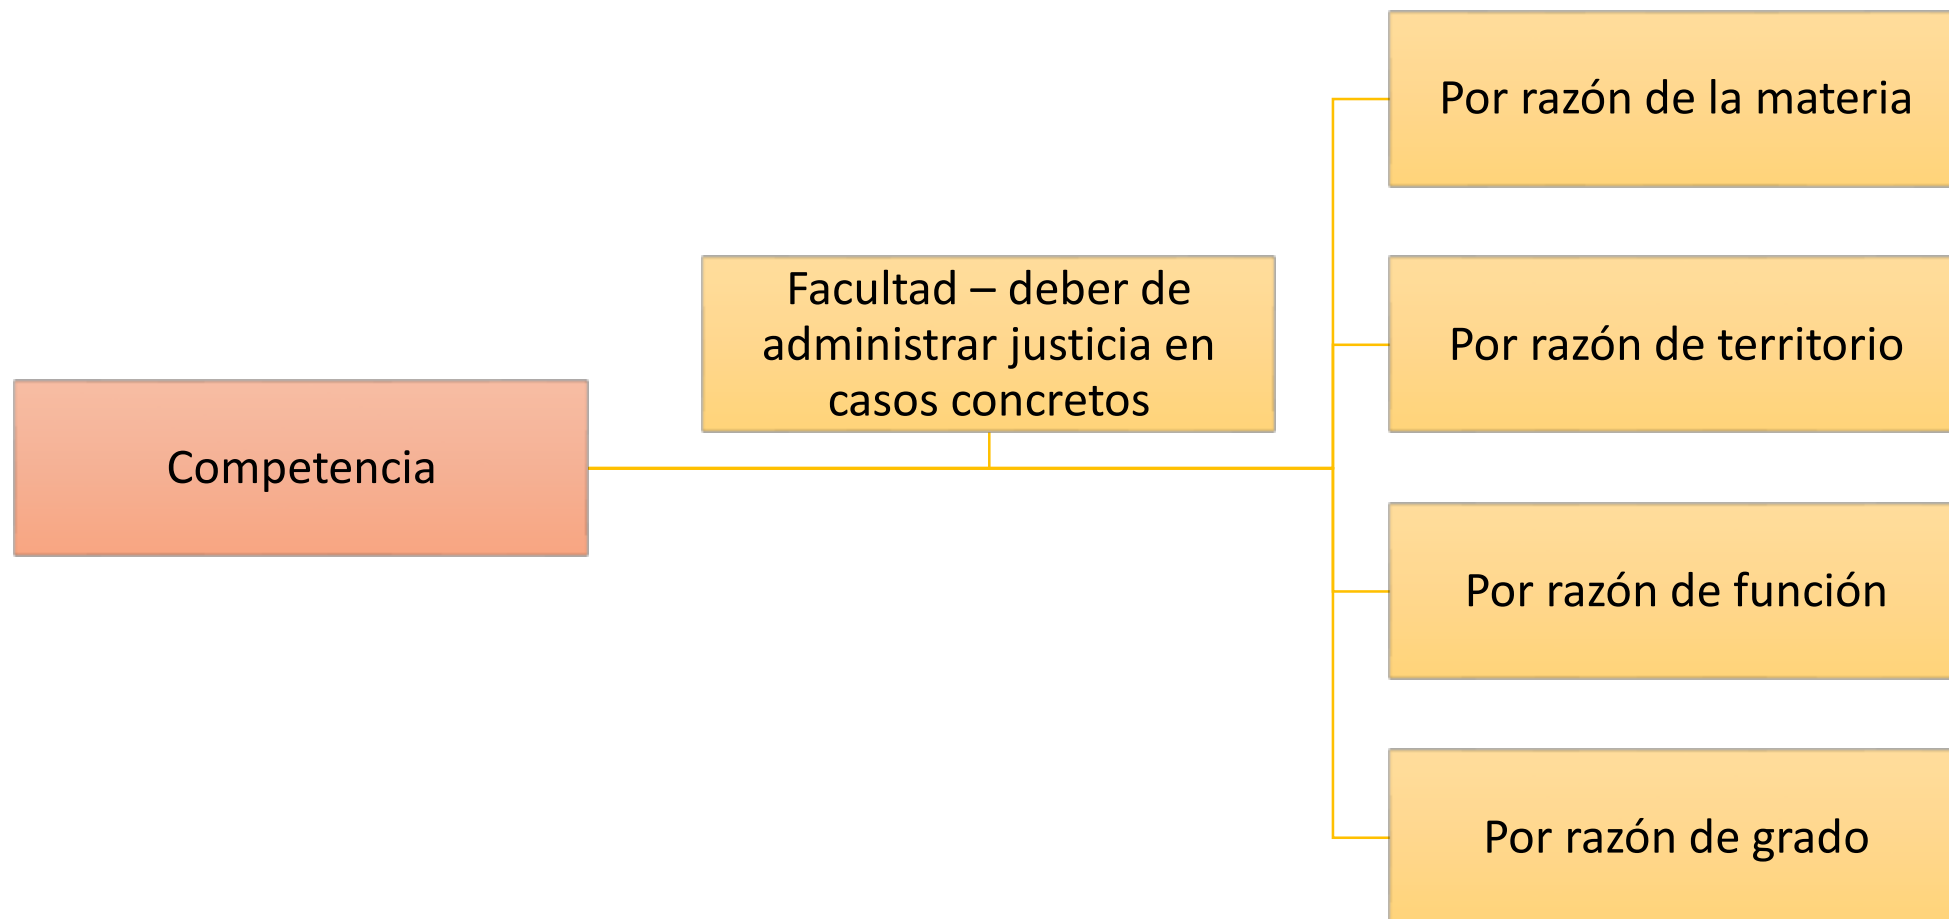 Competencia
Facultad – deber de
administrar justicia en
casos concretos
Por razón de la materia
Por razón de territorio
Por razón de función
Por razón de grado